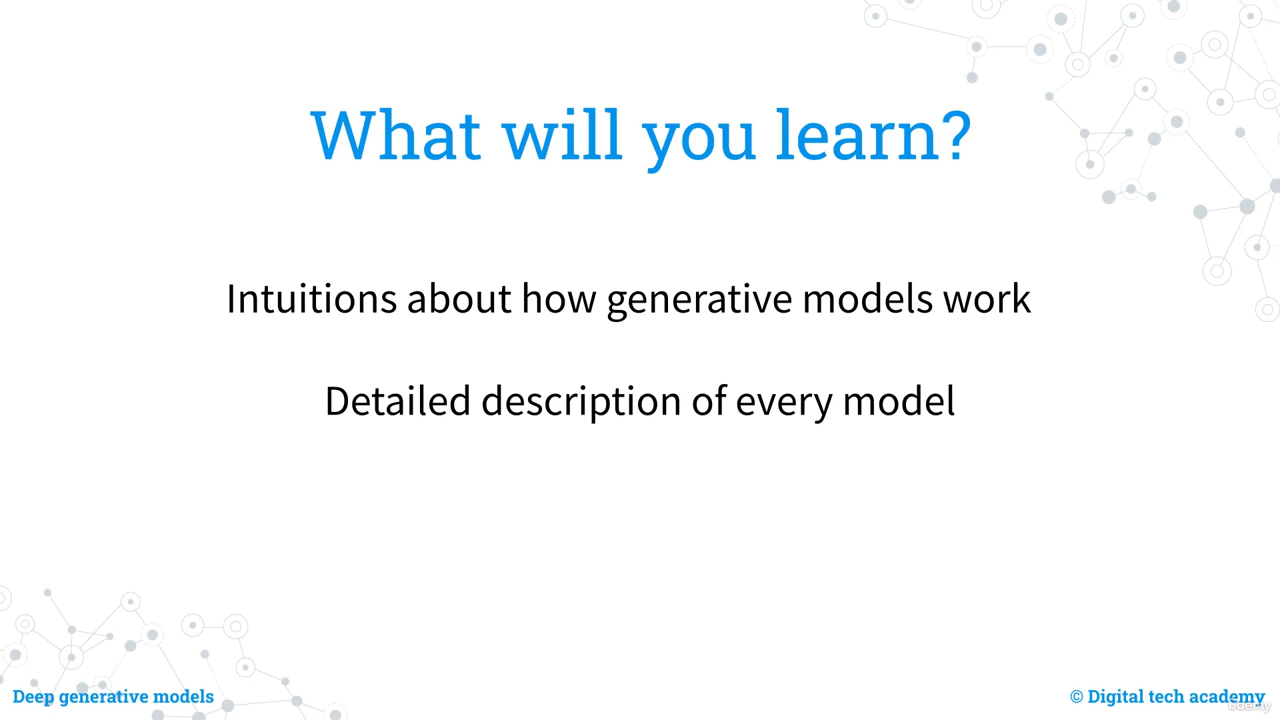 What will you learn?
Intuitions about how generative models work
Detailed description of every model
Deep generative models
© Digital tech academy
udemy